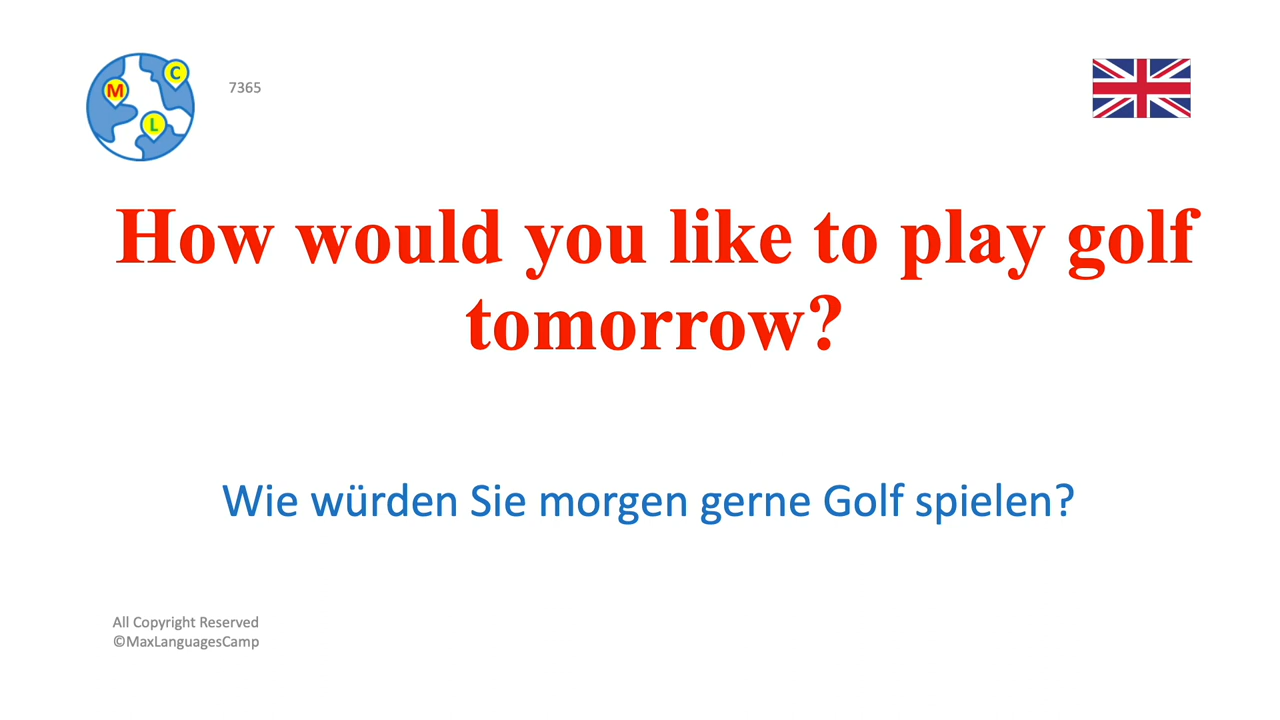 M
C
L
7365
How would you like to play golf
tomorrow?
Wie würden Sie morgen gerne Golf spielen?
All Copyright Reserved
©MaxLanguagesCamp